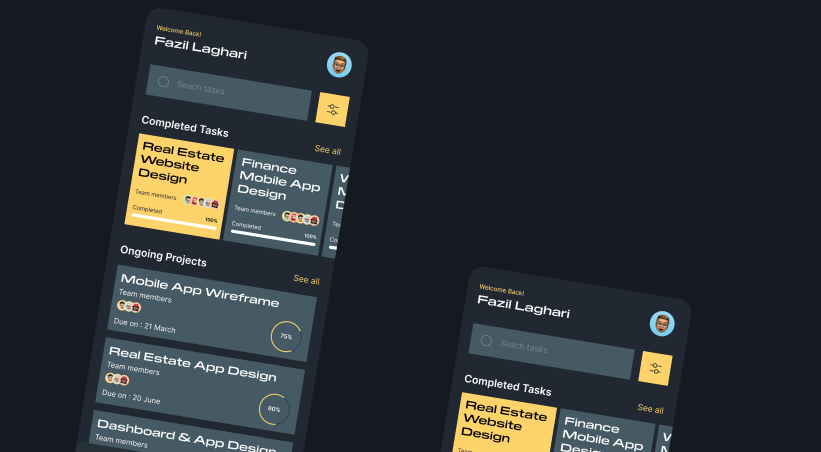 Welcome Back!
Fazil Laghari
Seach tasks
Completed Tasks
See all
Real Estate
Website
Design
Team members
Completed
100%
Finance
Mobile App
Design
Team members
Completed
100%
Ongoing Projects
See all
Mobile App Wireframe
Team members
Due on : 21 March
75%
Real Estate App Design
Team members
Due on : 20 June
60%
Dashboard & App Design
Team members
Welcome Back!
Fazil Laghari
Seach tasks
Completed Tasks
See all
Real Estate
Website
Design
Finance
Mobile App
Design